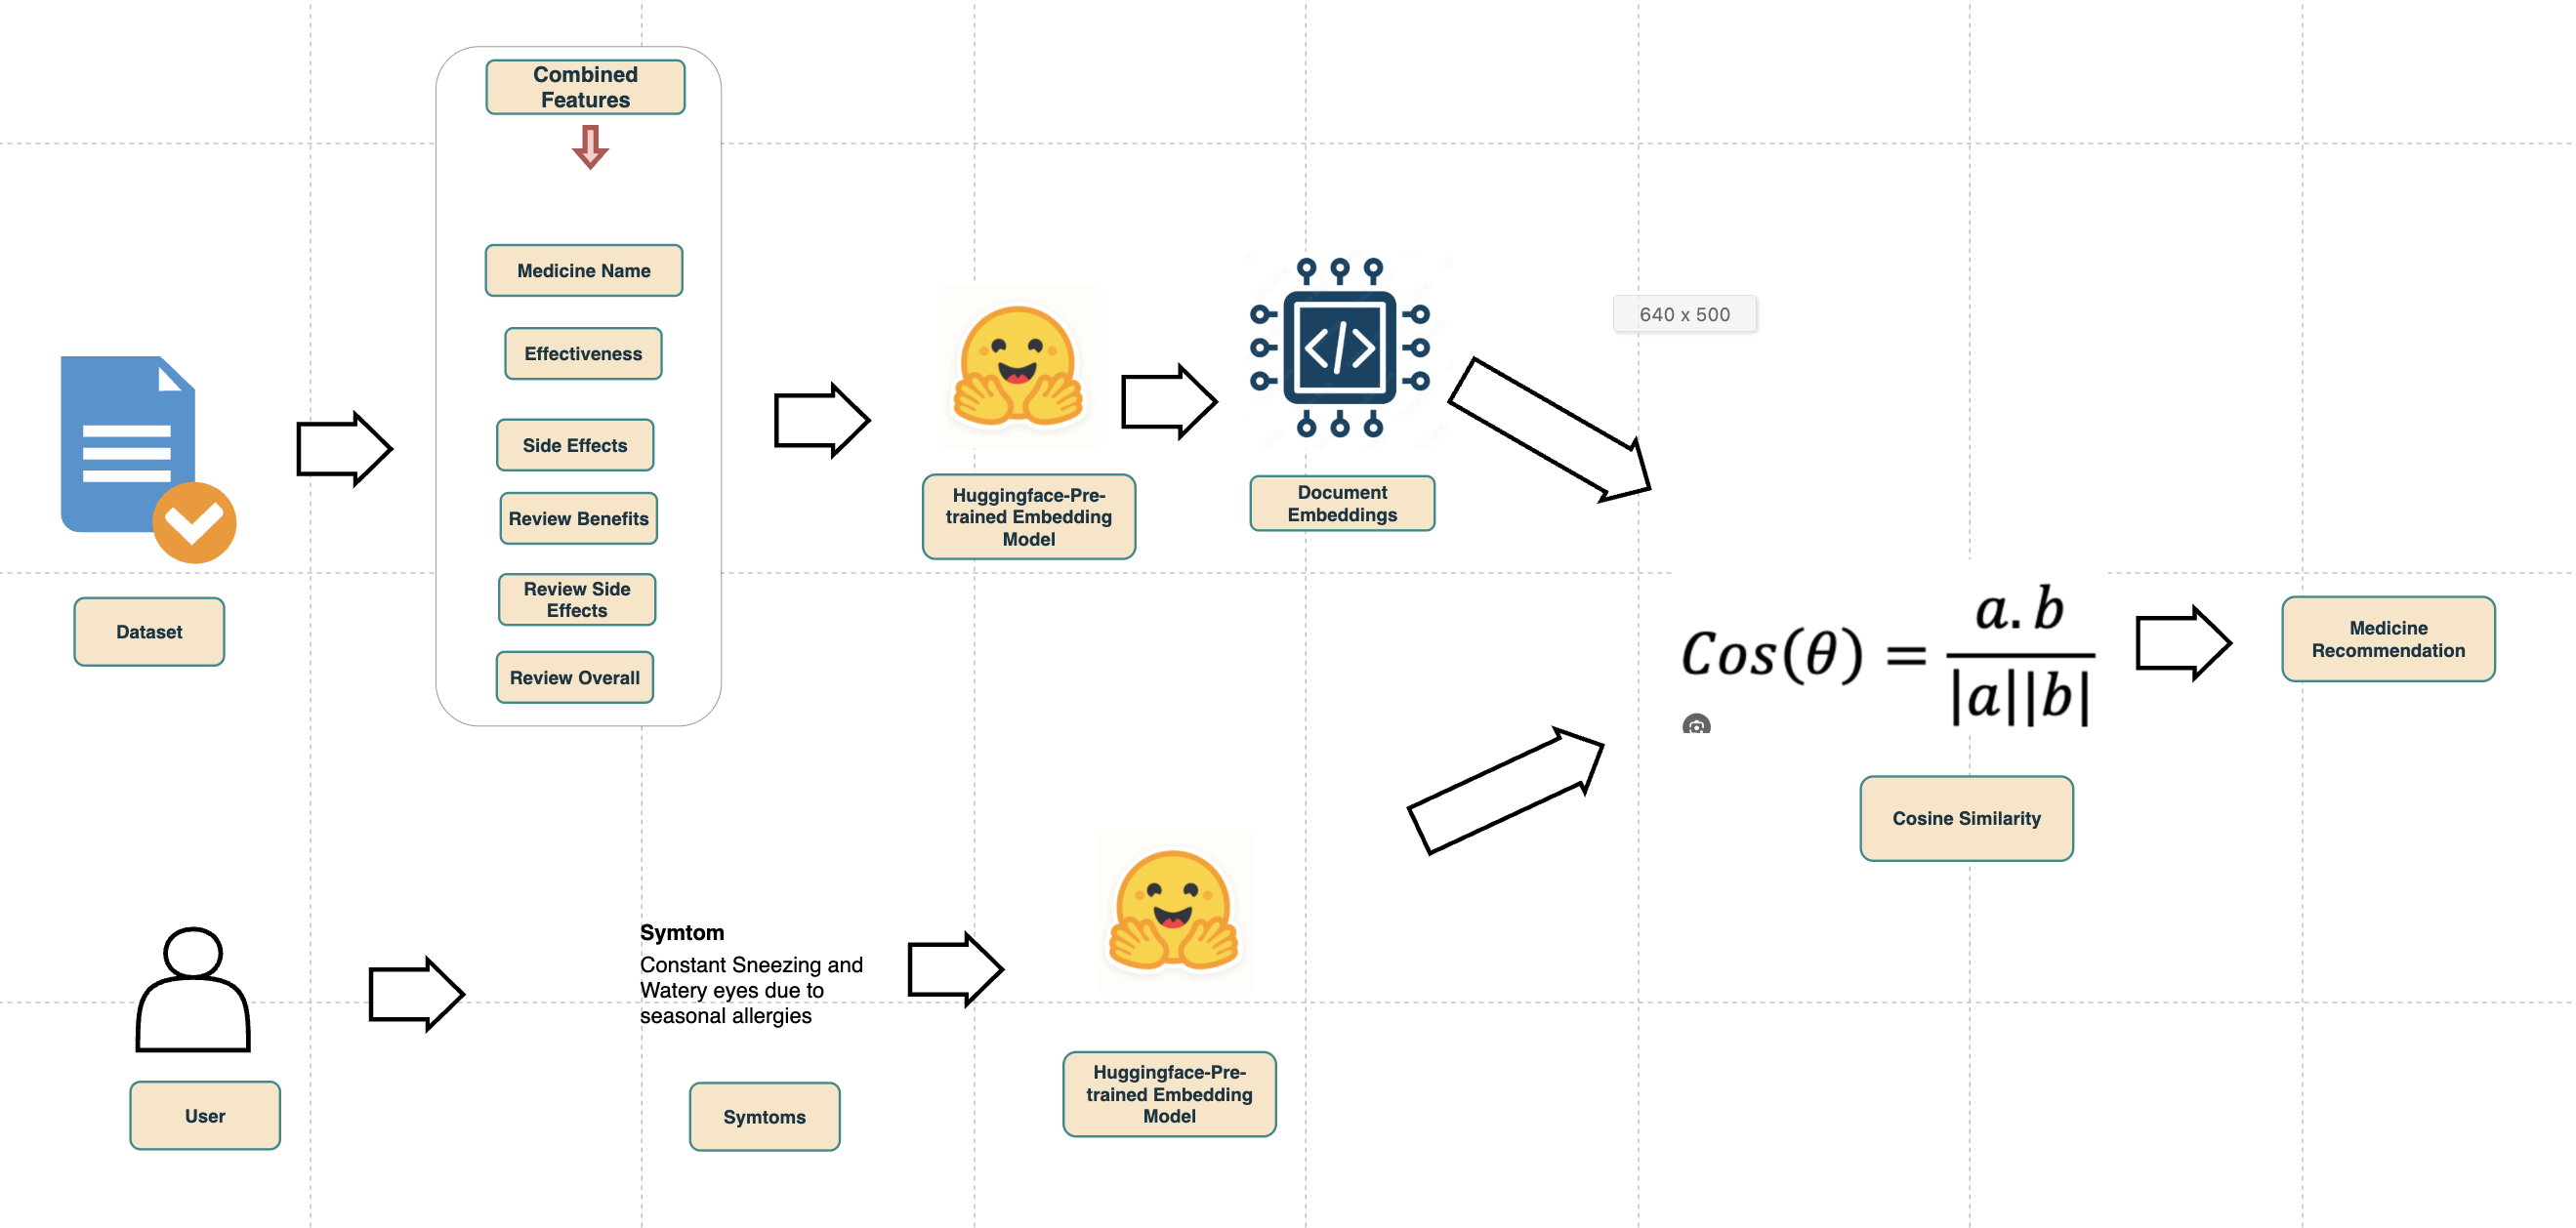 Combined
Features
Medicine Name
Effectiveness
Side Effects
Review Benefits
Review Side
Effects
Review Overall
Dataset
Huggingface-Pre-
trained Embedding
Model
</>
Document
Embeddings
640 x 500
Cos(θ) = a.b / |a||b|
Cosine Similarity
Medicine
Recommendation
User
Symtom
Constant Sneezing and
Watery eyes due to
seasonal allergies
Symtoms
Huggingface-Pre-
trained Embedding
Model